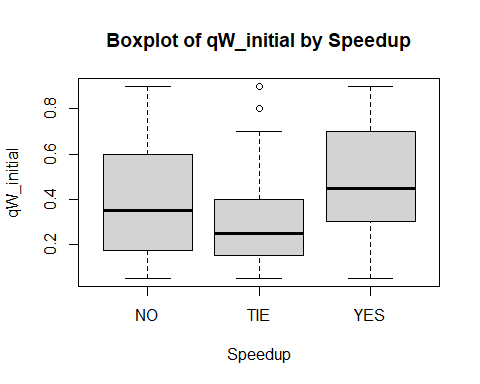 Boxplot of qW_initial by Speedup
qW_initial
0.8
0.6
0.4
0.2
NO TIE YES
Speedup